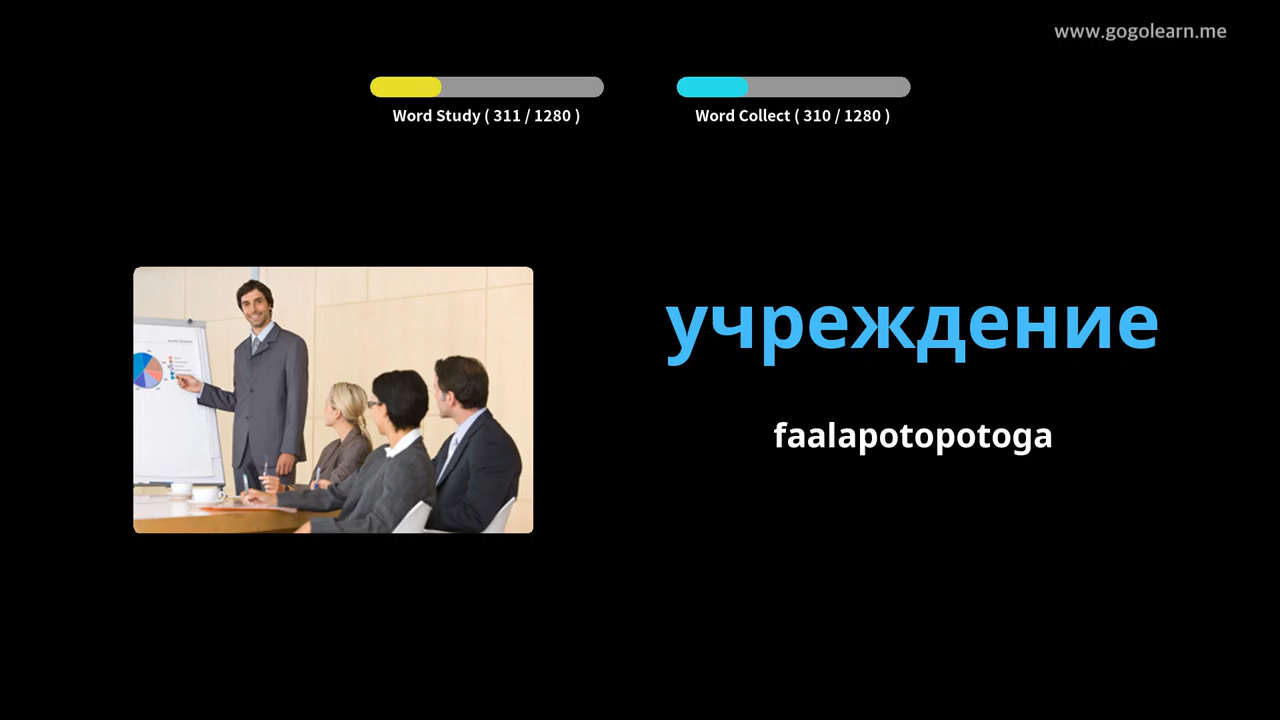 www.gogolearn.me
Word Study ( 311 / 1280 )
Word Collect ( 310 / 1280 )
учреждение
faalapotopotoga